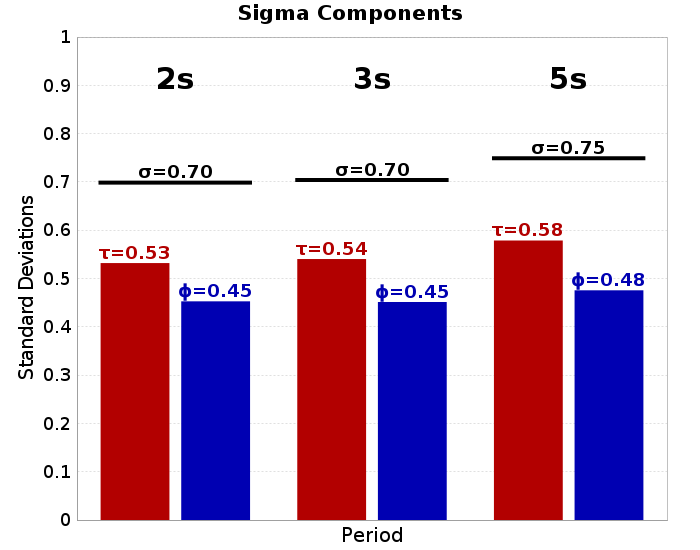 Sigma Components
Standard Deviations
1
0.9
0.8
0.7
0.6
0.5
0.4
0.3
0.2
0.1
0
2s
3s
5s
σ=0.70
σ=0.70
σ=0.75
τ=0.53
ϕ=0.45
τ=0.54
ϕ=0.45
τ=0.58
ϕ=0.48
Period